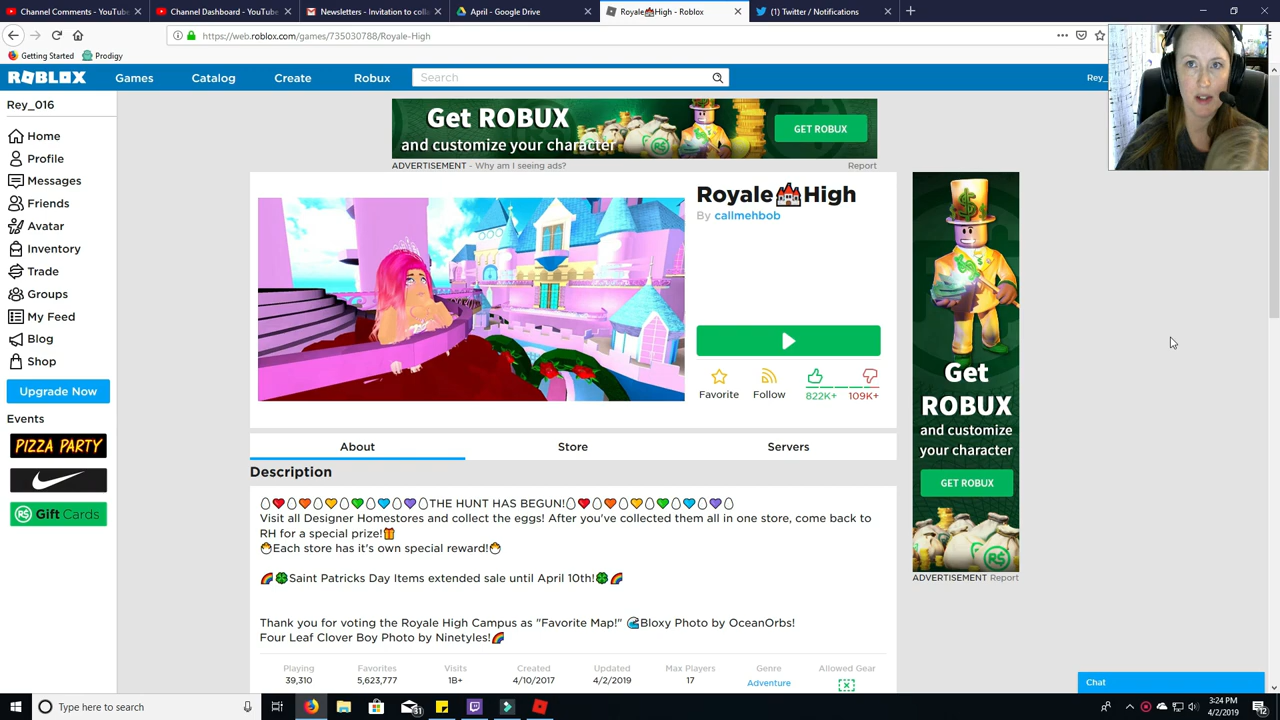 Channel Comments - YouTube
Channel Dashboard - YouTube
Newsletters - Invitation to colla
April - Google Drive
Royale🏰High - Roblox
(1) Twitter / Notifications
https://web.roblox.com/games/735030788/Royale-High
Getting Started
Prodigy
ROBLOX
Games
Catalog
Create
Robux
Search
Rey_
Rey_016
Home
Profile
Messages
Friends
Avatar
Inventory
Trade
Groups
My Feed
Blog
Shop
Upgrade Now
Events
PIZZA PARTY
Gift Cards
Get ROBUX
and customize your character
GET ROBUX
ADVERTISEMENT - Why am I seeing ads?
Report
Royale🏰High
By callmehbob
Favorite
Follow
822K+
109K+
Get
ROBUX
and customize
your character
GET ROBUX
ADVERTISEMENT Report
About
Store
Servers
Description
🥚❤️🥚🧡🥚💛🥚💚🥚💙🥚💜🥚THE HUNT HAS BEGUN!🥚❤️🥚🧡🥚💛🥚💚🥚💙🥚💜🥚
Visit all Designer Homestores and collect the eggs! After you've collected them all in one store, come back to
RH for a special prize!🎁
🐣Each store has it's own special reward!🐣
🌈🍀Saint Patricks Day Items extended sale until April 10th!🍀🌈
Thank you for voting the Royale High Campus as "Favorite Map!" 🌊Bloxy Photo by OceanOrbs!
Four Leaf Clover Boy Photo by Ninetyles!🌈
Playing
Favorites
Visits
Created
Updated
Max Players
Genre
Allowed Gear
39,310
5,623,777
1B+
4/10/2017
4/2/2019
17
Adventure
Chat
Type here to search
3:24 PM
4/2/2019